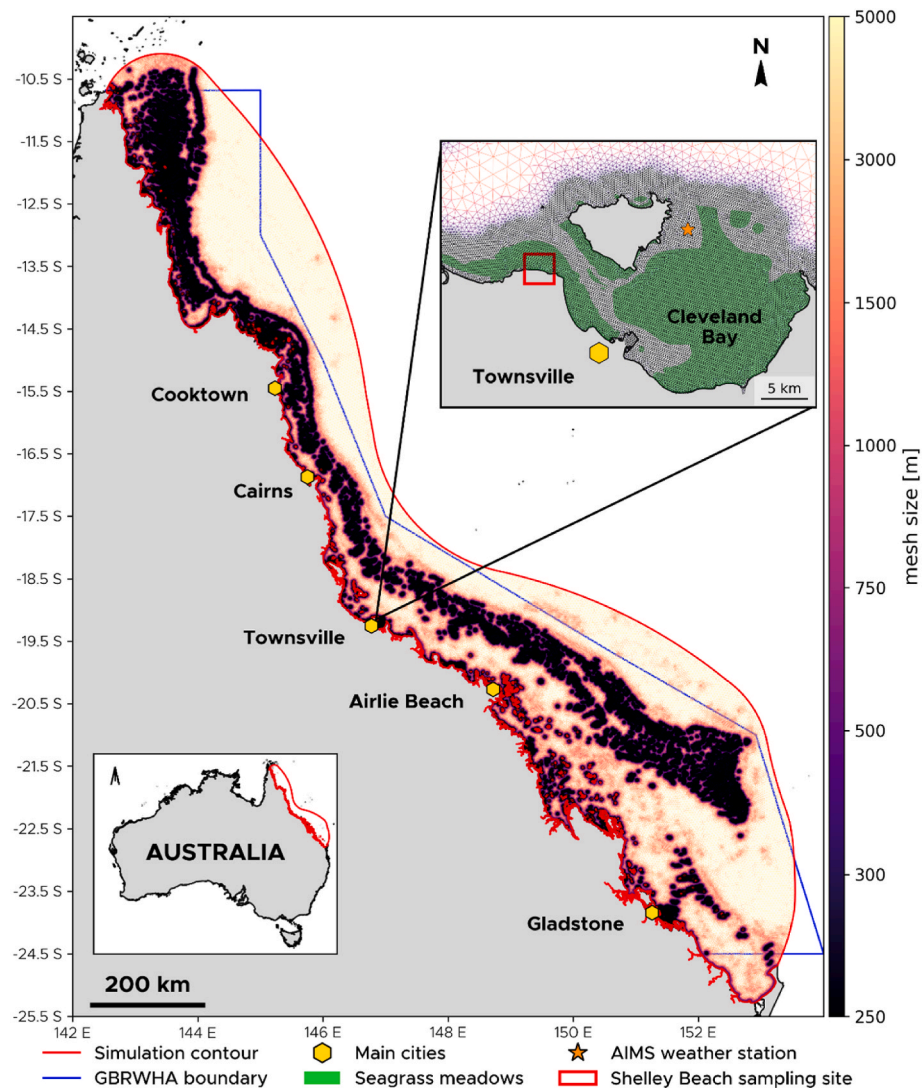 N
-10.5 S
-11.5 S
-12.5 S
-13.5 S
-14.5 S
-15.5 S
-16.5 S
-17.5 S
-18.5 S
-19.5 S
-20.5 S
-21.5 S
-22.5 S
-23.5 S
-24.5 S
-25.5 S
142 E
144 E
146 E
148 E
150 E
152 E
Cooktown
Cairns
Townsville
Airlie Beach
Gladstone
Cleveland
Bay
Townsville
5 km
AUSTRALIA
200 km
5000
3000
1500
1000
750
500
300
250
mesh size [m]
Simulation contour
Main cities
AIMS weather station
GBRWHA boundary
Seagrass meadows
Shelley Beach sampling site